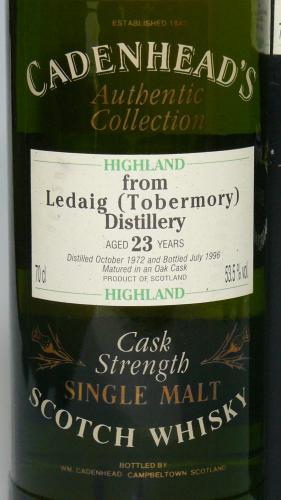 ESTABLISHED 1842
CADENHEAD'S
Authentic
Collection
HIGHLAND
from
Ledaig (Tobermory)
Distillery
AGED 23 YEARS
Distilled October 1972 and Bottled July 1996
Matured in an Oak Cask
70cl PRODUCT OF SCOTLAND 53.5% vol
HIGHLAND
Cask
Strength
SINGLE MALT
SCOTCH WHISKY
BOTTLED BY
WM. CADENHEAD. CAMPBELTOWN SCOTLAND